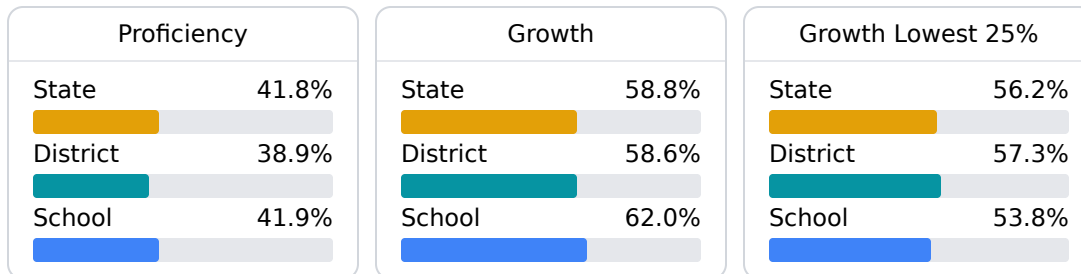 Proficiency
State 41.8%
District 38.9%
School 41.9%
Growth
State 58.8%
District 58.6%
School 62.0%
Growth Lowest 25%
State 56.2%
District 57.3%
School 53.8%